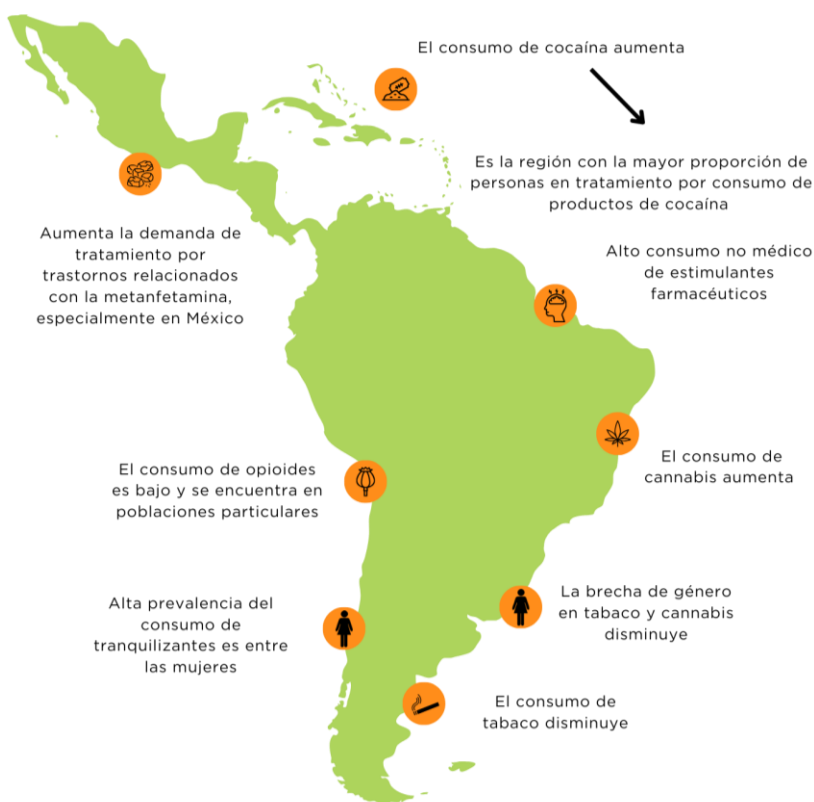 El consumo de cocaína aumenta
Es la región con la mayor proporción de
personas en tratamiento por consumo de
productos de cocaína
Aumenta la demanda de
tratamiento por
trastornos relacionados
con la metanfetamina,
especialmente en México
Alto consumo no médico
de estimulantes
farmacéuticos
El consumo de opioides
es bajo y se encuentra en
poblaciones particulares
El consumo de
cannabis aumenta
Alta prevalencia del
consumo de
tranquilizantes es entre
las mujeres
La brecha de género
en tabaco y cannabis
disminuye
El consumo de
tabaco disminuye